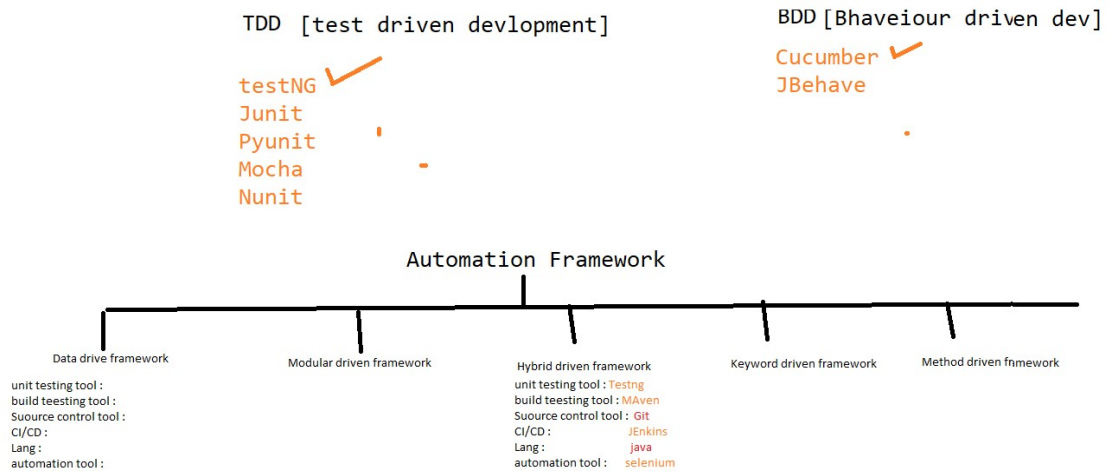 TDD [test driven devlopment]
BDD [Bhaveiour driven dev]
testNG
Junit
Pyunit
Mocha
Nunit
Cucumber
JBehave
Automation Framework
Data drive framework
Modular driven framework
Hybrid driven framework
Keyword driven framework
Method driven framework
unit testing tool :
build teesting tool :
Suource control tool :
CI/CD :
Lang :
automation tool :
unit testing tool : Testng
build teesting tool : MAven
Suource control tool : Git
CI/CD : JEnkins
Lang : java
automation tool : selenium